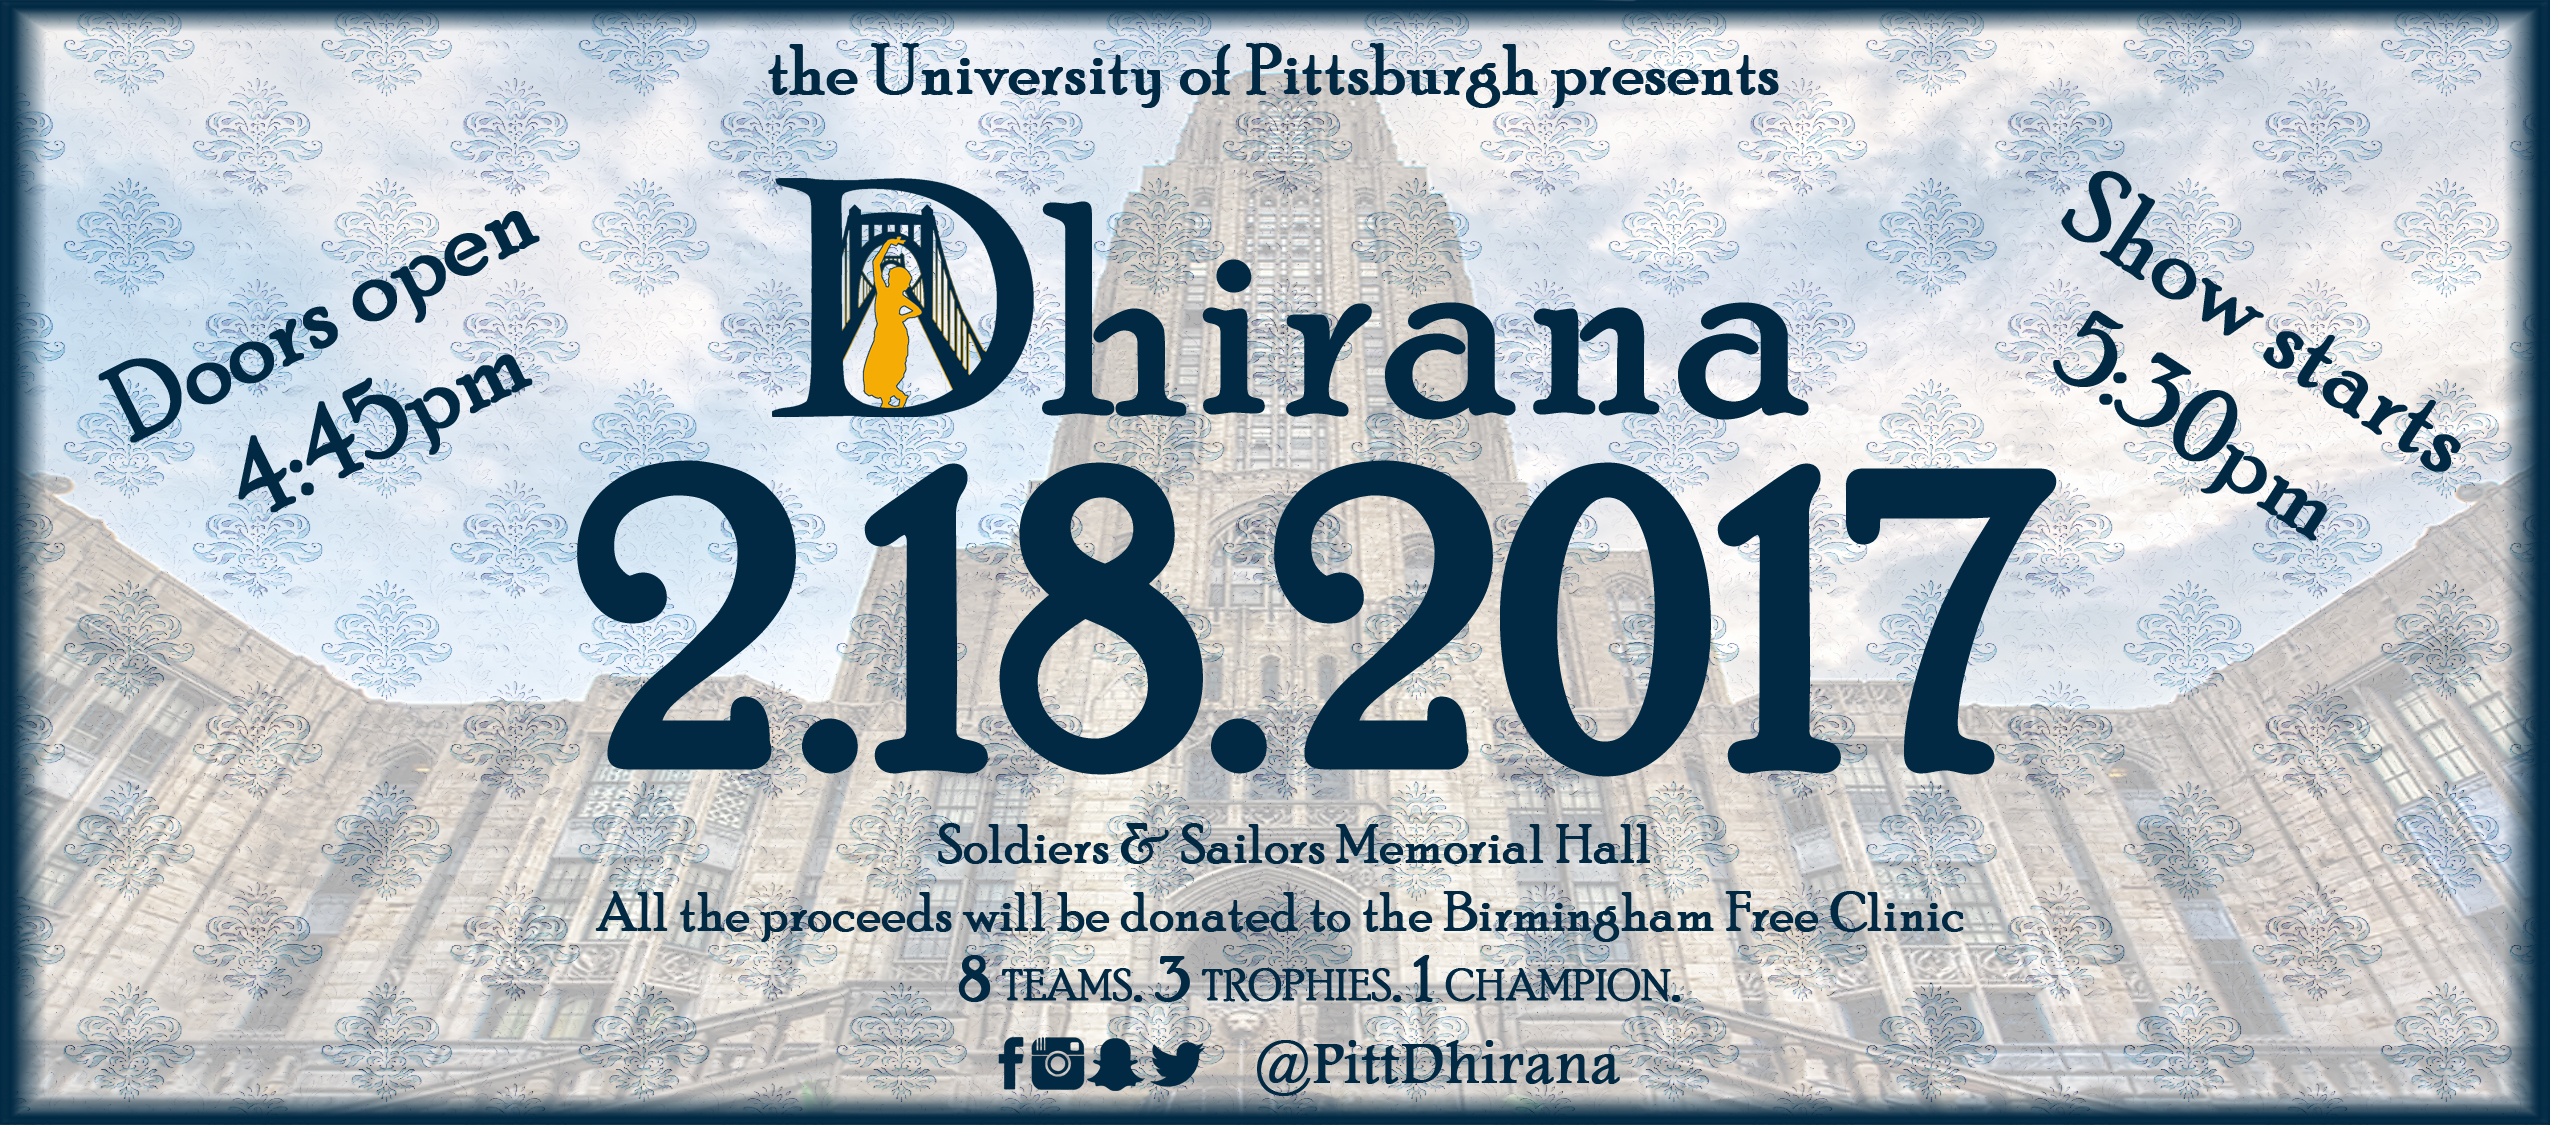 the University of Pittsburgh presents
Doors open
4:45pm
Dhirana
Show starts
5:30pm
2.18.2017
Soldiers & Sailors Memorial Hall
All the proceeds will be donated to the Birmingham Free Clinic
8 TEAMS. 3 TROPHIES. 1 CHAMPION.
@PittDhirana